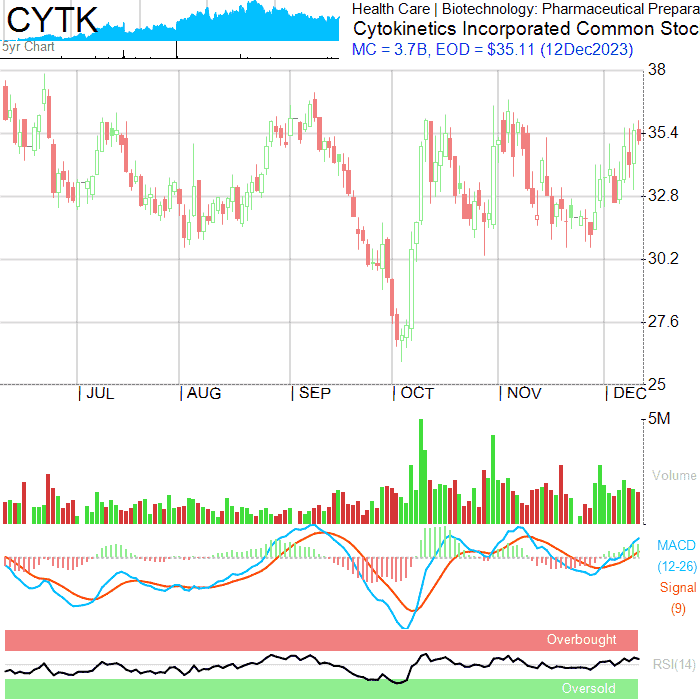 CYTK
5yr Chart
Health Care | Biotechnology: Pharmaceutical Prepara
Cytokinetics Incorporated Common Stoc
MC = 3.7B, EOD = $35.11 (12Dec2023)
38
35.4
32.8
30.2
27.6
25
JUL AUG SEP OCT NOV DEC
5M
Volume
MACD
(12-26)
Signal
(9)
Overbought
RSI(14)
Oversold